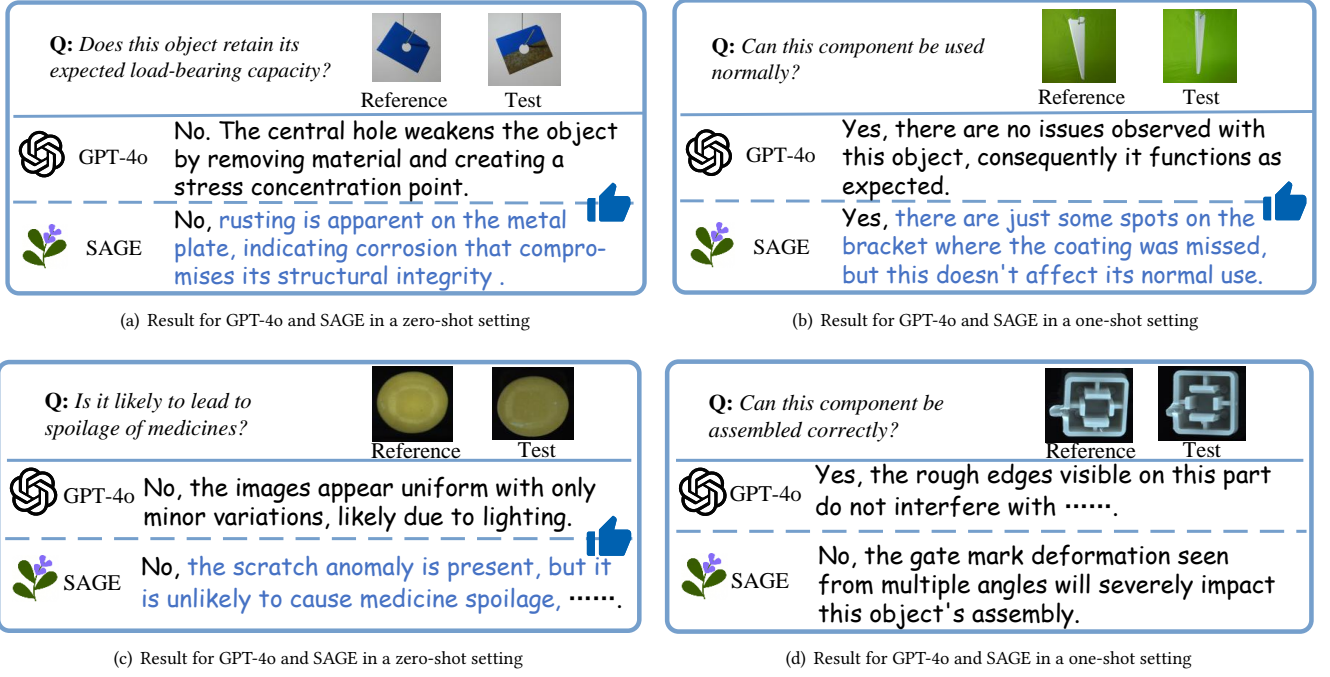 Q: Does this object retain its
expected load-bearing capacity?
Reference
Test
GPT-4o
No. The central hole weakens the object
by removing material and creating a
stress concentration point.
SAGE
No, rusting is apparent on the metal
plate, indicating corrosion that compro-
mises its structural integrity .
(a) Result for GPT-4o and SAGE in a zero-shot setting
Q: Can this component be used
normally?
Reference
Test
GPT-4o
Yes, there are no issues observed with
this object, consequently it functions as
expected.
SAGE
Yes, there are just some spots on the
bracket where the coating was missed,
but this doesn't affect its normal use.
(b) Result for GPT-4o and SAGE in a one-shot setting
Q: Is it likely to lead to
spoilage of medicines?
Reference
Test
GPT-4o
No, the images appear uniform with only
minor variations, likely due to lighting.
SAGE
No, the scratch anomaly is present, but it
is unlikely to cause medicine spoilage, ······.
(c) Result for GPT-4o and SAGE in a zero-shot setting
Q: Can this component be
assembled correctly?
Reference
Test
GPT-4o
Yes, the rough edges visible on this part
do not interfere with ······.
SAGE
No, the gate mark deformation seen
from multiple angles will severely impact
this object's assembly.
(d) Result for GPT-4o and SAGE in a one-shot setting